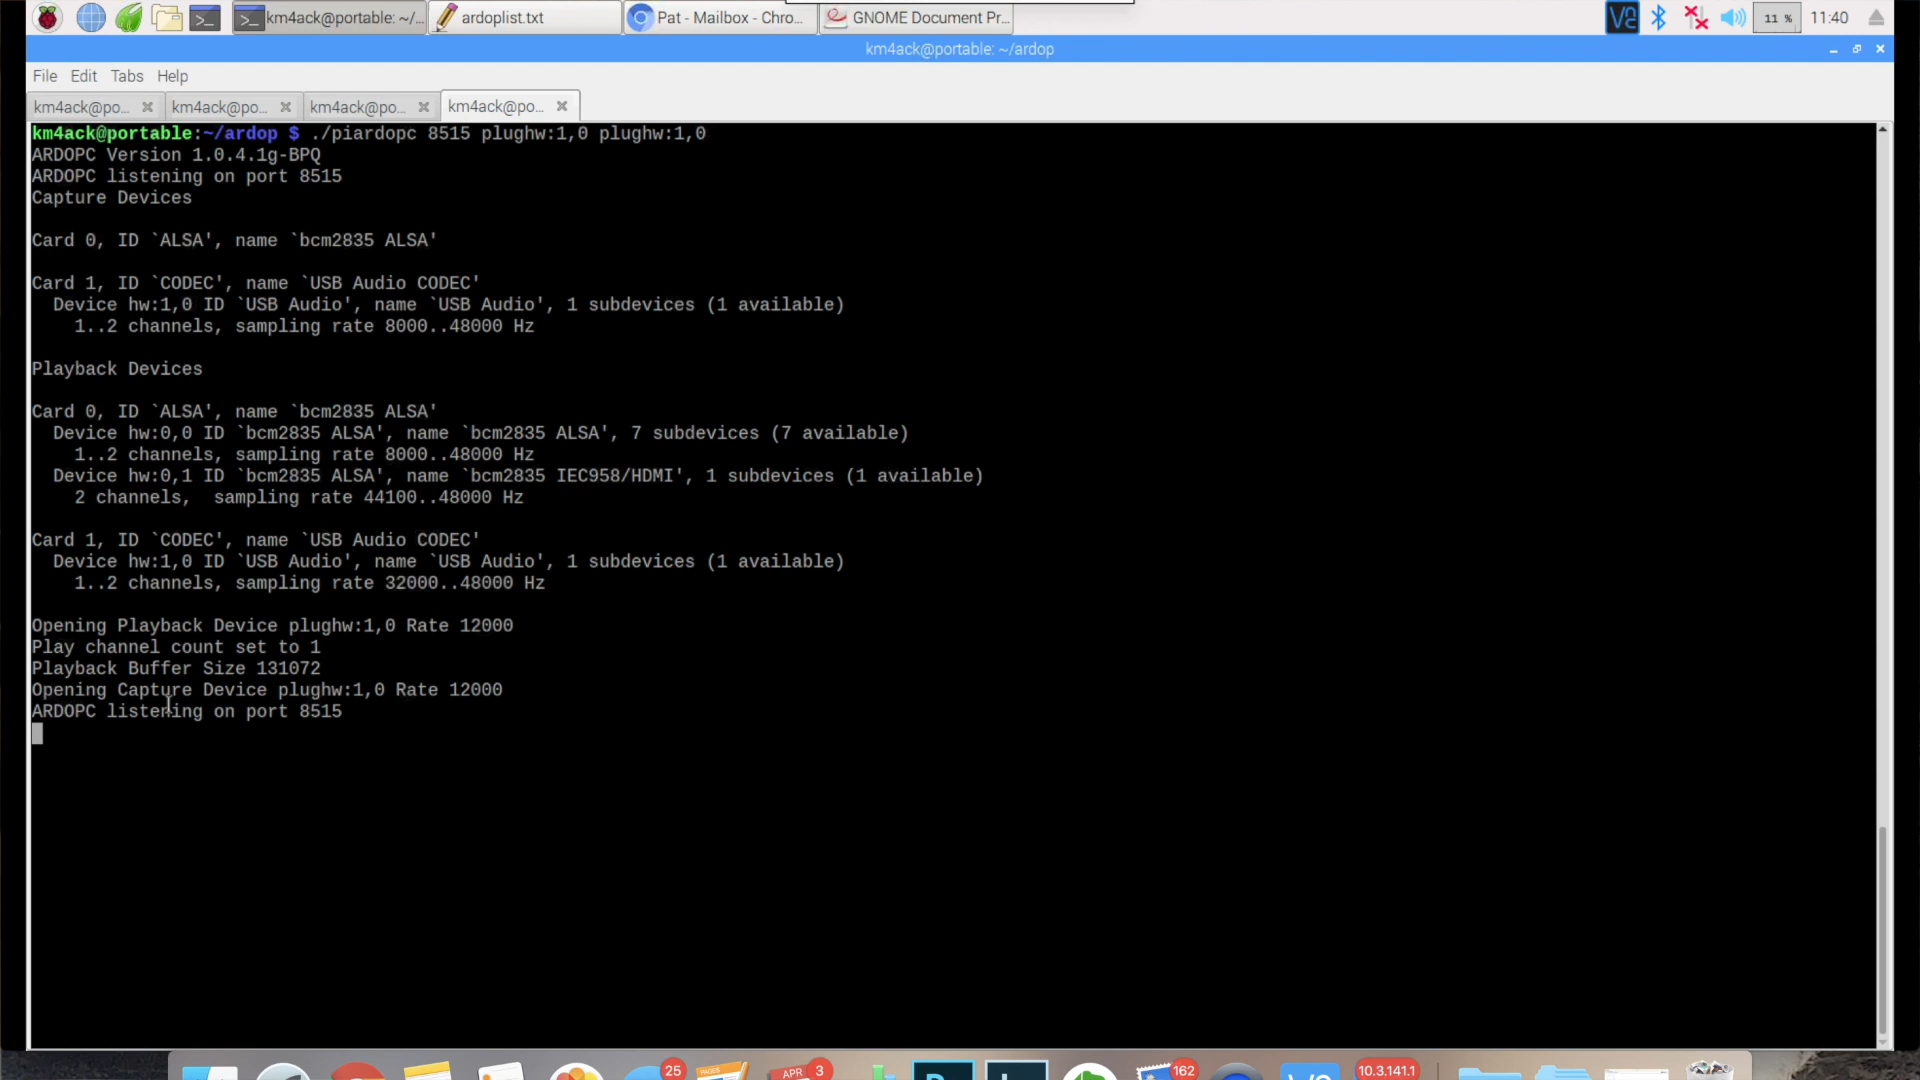 km4ack@portable: ~/...
ardoplist.txt
Pat - Mailbox - Chro...
GNOME Document Pr...
11 %
11:40
km4ack@portable: ~/ardop
File Edit Tabs Help
km4ack@po...
km4ack@po...
km4ack@po...
km4ack@po...
km4ack@portable:~/ardop $ ./piardopc 8515 plughw:1,0 plughw:1,0
ARDOPC Version 1.0.4.1g-BPQ
ARDOPC listening on port 8515
Capture Devices
Card 0, ID `ALSA', name `bcm2835 ALSA'
Card 1, ID `CODEC', name `USB Audio CODEC'
Device hw:1,0 ID `USB Audio', name `USB Audio', 1 subdevices (1 available)
1..2 channels, sampling rate 8000..48000 Hz
Playback Devices
Card 0, ID `ALSA', name `bcm2835 ALSA'
Device hw:0,0 ID `bcm2835 ALSA', name `bcm2835 ALSA', 7 subdevices (7 available)
1..2 channels, sampling rate 8000..48000 Hz
Device hw:0,1 ID `bcm2835 ALSA', name `bcm2835 IEC958/HDMI', 1 subdevices (1 available)
2 channels,  sampling rate 44100..48000 Hz
Card 1, ID `CODEC', name `USB Audio CODEC'
Device hw:1,0 ID `USB Audio', name `USB Audio', 1 subdevices (1 available)
1..2 channels, sampling rate 32000..48000 Hz
Opening Playback Device plughw:1,0 Rate 12000
Play channel count set to 1
Playback Buffer Size 131072
Opening Capture Device plughw:1,0 Rate 12000
ARDOPC listening on port 8515
25
PAGES
APR
3
162
10.3.141.1